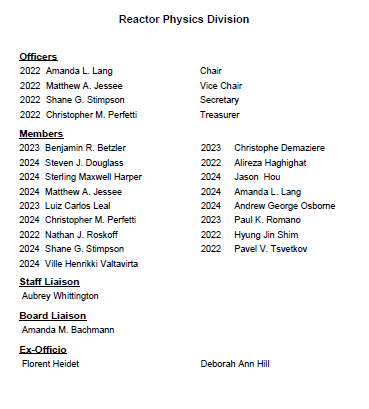 Reactor Physics Division
Officers
2022 Amanda L. Lang Chair
2022 Matthew A. Jessee Vice Chair
2022 Shane G. Stimpson Secretary
2022 Christopher M. Perfetti Treasurer
Members
2023 Benjamin R. Betzler 2023 Christophe Demaziere
2024 Steven J. Douglass 2022 Alireza Haghighat
2024 Sterling Maxwell Harper 2024 Jason Hou
2024 Matthew A. Jessee 2024 Amanda L. Lang
2023 Luiz Carlos Leal 2024 Andrew George Osborne
2024 Christopher M. Perfetti 2023 Paul K. Romano
2022 Nathan J. Roskoff 2022 Hyung Jin Shim
2024 Shane G. Stimpson 2022 Pavel V. Tsvetkov
2024 Ville Henrikki Valtavirta
Staff Liaison
Aubrey Whittington
Board Liaison
Amanda M. Bachmann
Ex-Officio
Florent Heidet Deborah Ann Hill